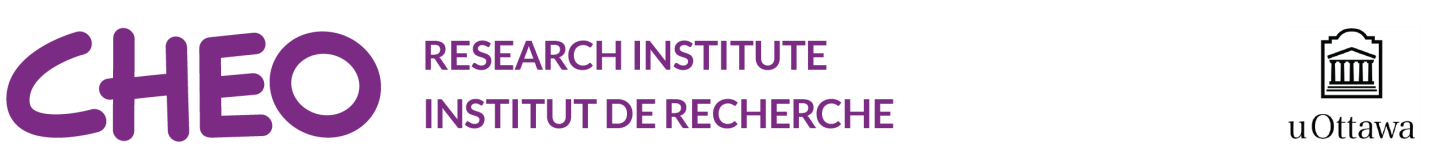 CHEO
RESEARCH INSTITUTE
INSTITUT DE RECHERCHE
uOttawa